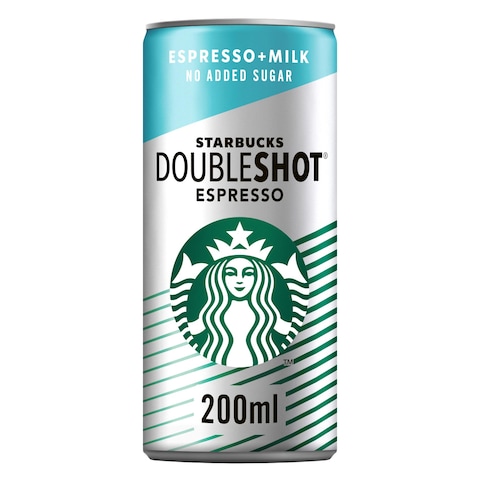 ESPRESSO+MILK
NO ADDED SUGAR
STARBUCKS
DOUBLESHOT®
ESPRESSO
TM
200ml